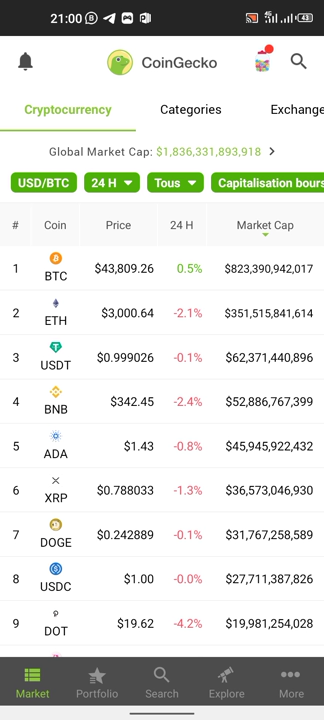 21:00
4G
43
CoinGecko
Cryptocurrency Categories Exchange
Global Market Cap: $1,836,331,893,918
USD/BTC 24 H Tous Capitalisation bours
# Coin Price 24 H Market Cap
1 BTC $43,809.26 0.5% $823,390,942,017
2 ETH $3,000.64 -2.1% $351,515,841,614
3 USDT $0.999026 -0.1% $62,371,440,896
4 BNB $342.45 -2.4% $52,886,767,399
5 ADA $1.43 -0.8% $45,945,922,432
6 XRP $0.788033 -1.3% $36,573,046,930
7 DOGE $0.242889 -0.1% $31,767,258,589
8 USDC $1.00 -0.0% $27,711,387,826
9 DOT $19.62 -4.2% $19,981,254,028
Market Portfolio Search Explore More